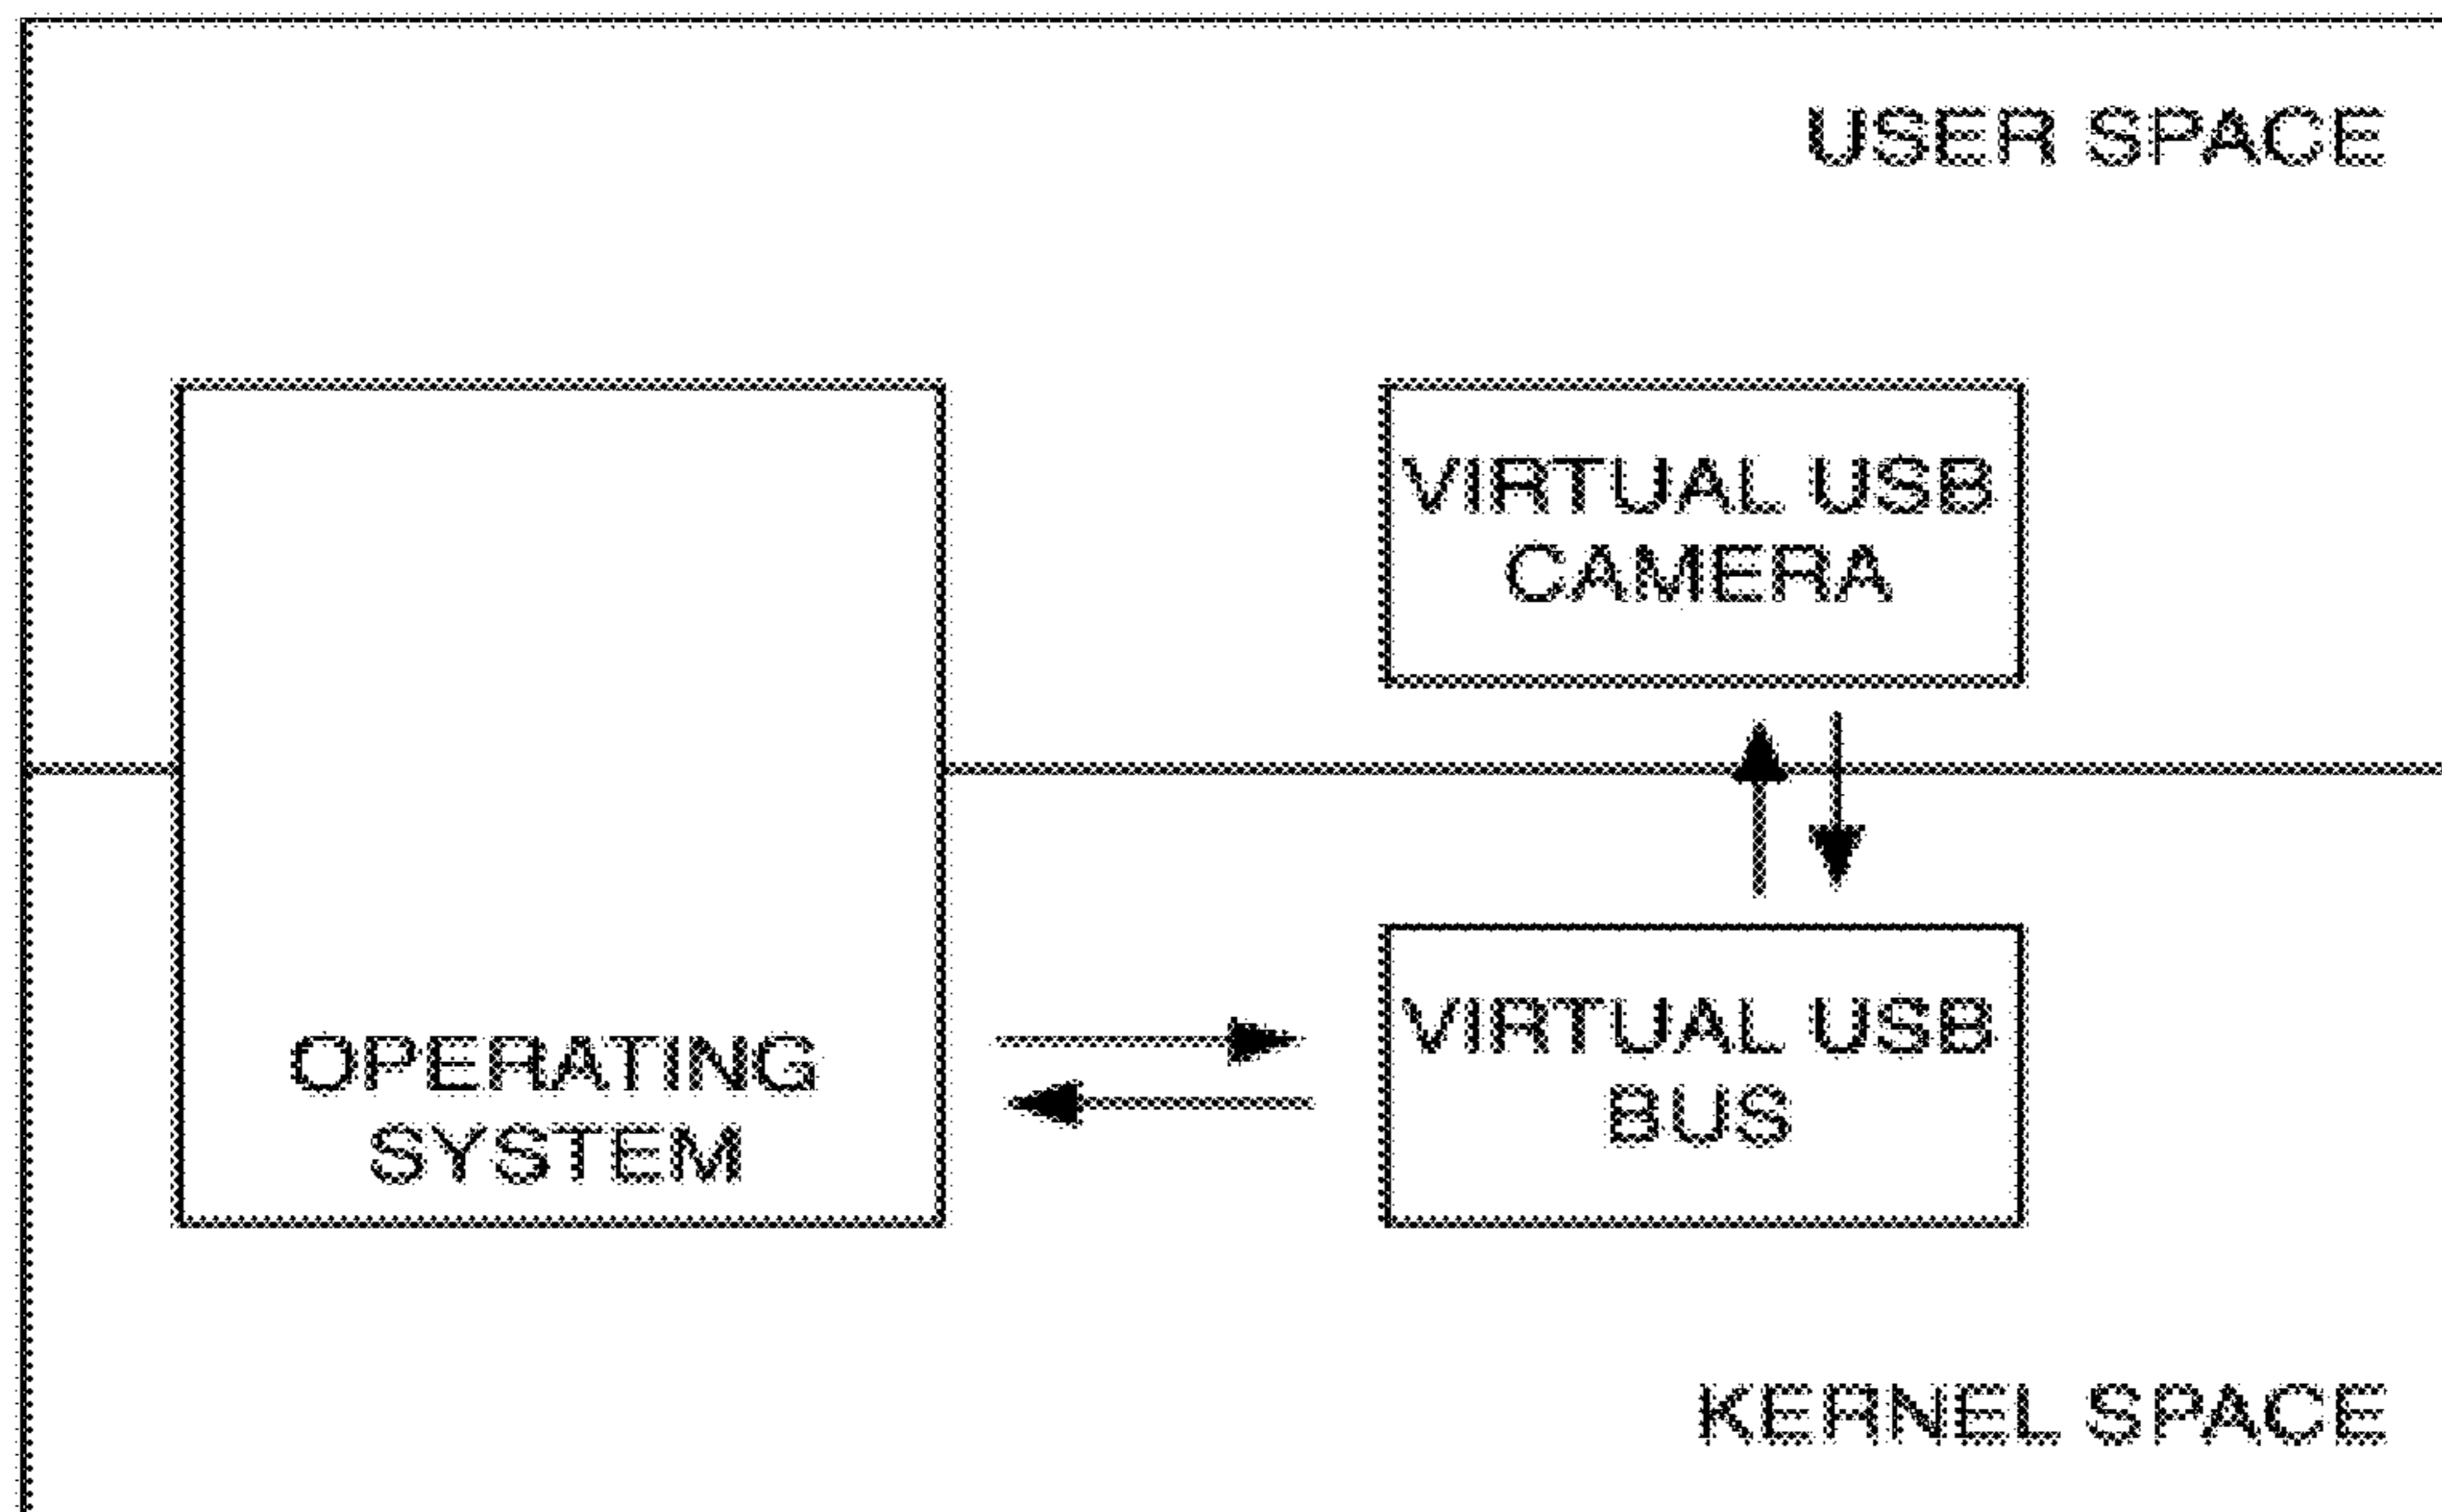 USER SPACE
VIRTUAL USB
CAMERA
OPERATING
SYSTEM
VIRTUAL USB
BUS
KERNEL SPACE